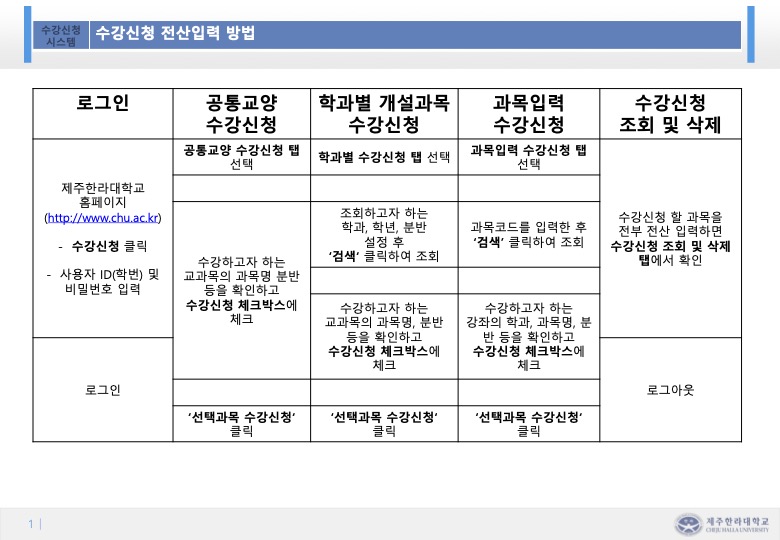 수강신청
시스템
수강신청 전산입력 방법
로그인
공통교양
수강신청
학과별 개설과목
수강신청
과목입력
수강신청
수강신청
조회 및 삭제
제주한라대학교
홈페이지
(http://www.chu.ac.kr)
- 수강신청 클릭
- 사용자 ID(학번) 및
비밀번호 입력
로그인
공통교양 수강신청 탭
선택
수강하고자 하는
교과목의 과목명 분반
등을 확인하고
수강신청 체크박스에
체크
‘선택과목 수강신청’
클릭
학과별 수강신청 탭 선택
조회하고자 하는
학과, 학년, 분반
설정 후
‘검색’ 클릭하여 조회
수강하고자 하는
교과목의 과목명, 분반
등을 확인하고
수강신청 체크박스에
체크
‘선택과목 수강신청‘
클릭
과목입력 수강신청 탭
선택
과목코드를 입력한 후
‘검색’ 클릭하여 조회
수강하고자 하는
강좌의 학과, 과목명, 분
반 등을 확인하고
수강신청 체크박스에
체크
‘선택과목 수강신청’
클릭
수강신청 할 과목을
전부 전산 입력하면
수강신청 조회 및 삭제
탭에서 확인
로그아웃
1 |
제주한라대학교
CHEJU HALLA UNIVERSITY